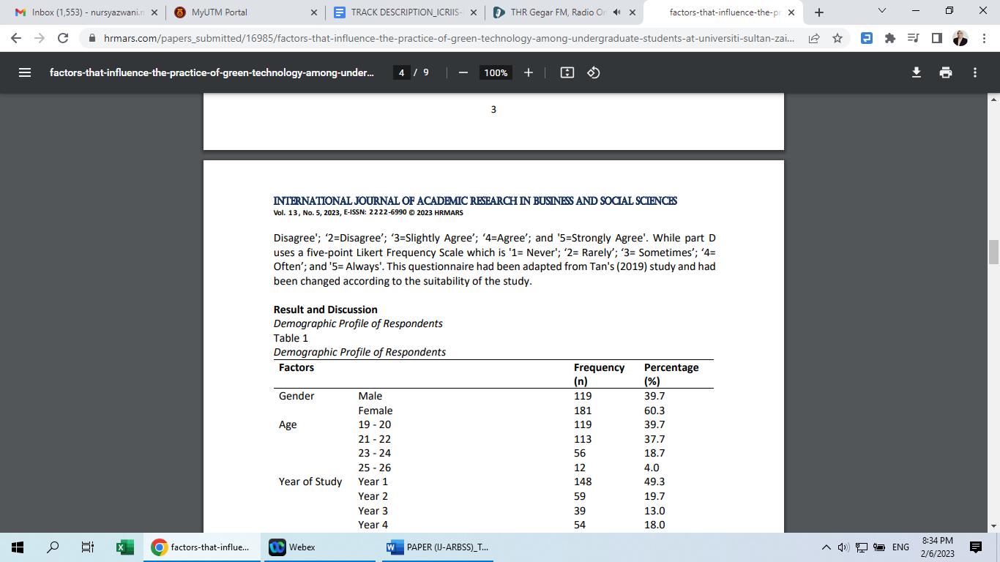 Inbox (1,553) - nursyazwani.n
MyUTM Portal
TRACK DESCRIPTION_ICRIIS-
THR Gegar FM, Radio On
factors-that-influence-the-pr
hrmars.com/papers_submitted/16985/factors-that-influence-the-practice-of-green-technology-among-undergraduate-students-at-universiti-sultan-zai...
factors-that-influence-the-practice-of-green-technology-among-under...
4 / 9
100%
3
INTERNATIONAL JOURNAL OF ACADEMIC RESEARCH IN BUSINESS AND SOCIAL SCIENCES
Vol. 13, No. 5, 2023, E-ISSN: 2222-6990 © 2023 HRMARS
Disagree'; ‘2=Disagree’; ‘3=Slightly Agree’; ‘4=Agree’; and '5=Strongly Agree'. While part D
uses a five-point Likert Frequency Scale which is '1= Never'; ‘2= Rarely’; ‘3= Sometimes’; ‘4=
Often’; and '5= Always'. This questionnaire had been adapted from Tan's (2019) study and had
been changed according to the suitability of the study.
Result and Discussion
Demographic Profile of Respondents
Table 1
Demographic Profile of Respondents
Factors Frequency Percentage
(n) (%)
Gender Male 119 39.7
Female 181 60.3
Age 19 - 20 119 39.7
21 - 22 113 37.7
23 - 24 56 18.7
25 - 26 12 4.0
Year of Study Year 1 148 49.3
Year 2 59 19.7
Year 3 39 13.0
Year 4 54 18.0
factors-that-influe...
Webex
PAPER (IJ-ARBSS)_T...
ENG
8:34 PM
2/6/2023